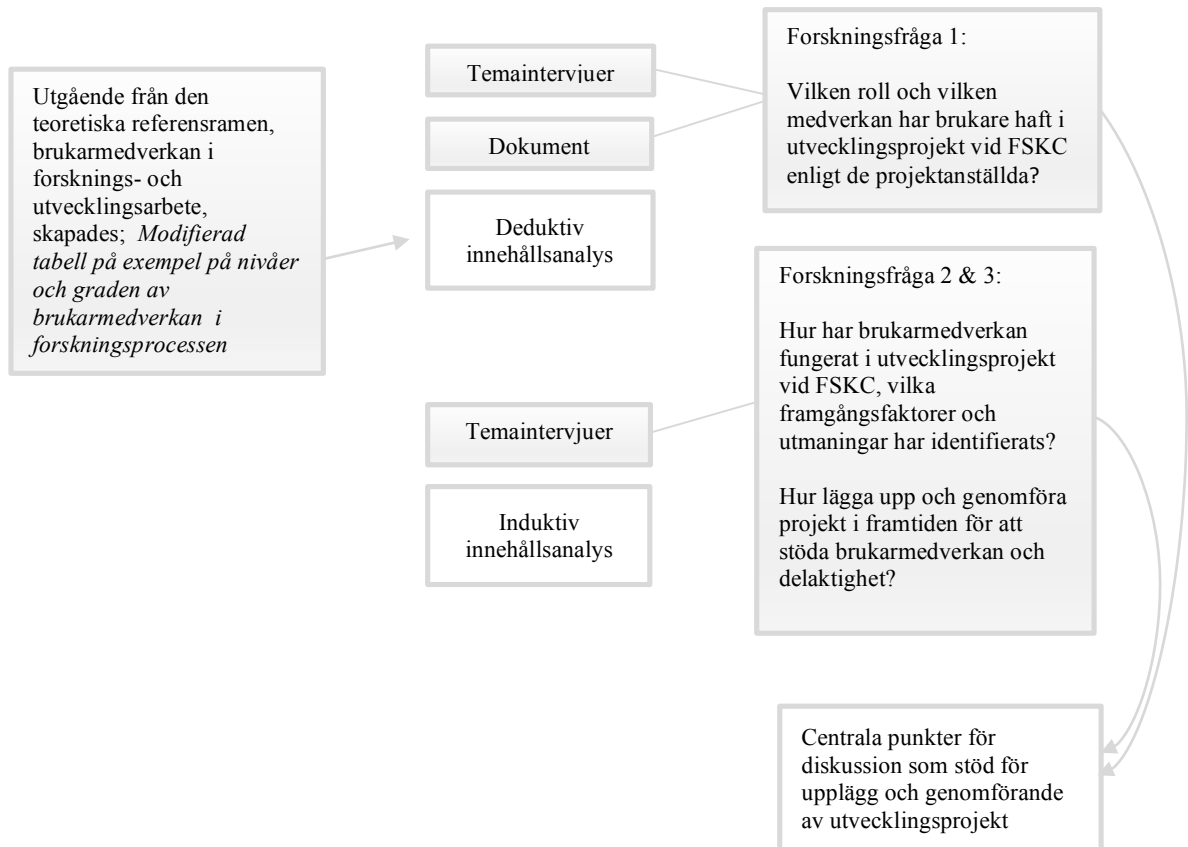 Utgående från den
teoretiska referensramen,
brukarmedverkan i
forsknings- och
utvecklingsarbete,
skapades; Modifierad
tabell på exempel på nivåer
och graden av
brukarmedverkan i
forskningsprocessen
Temaintervjuer
Dokument
Deduktiv
innehållsanalys
Forskningsfråga 1:
Vilken roll och vilken
medverkan har brukare haft i
utvecklingsprojekt vid FSKC
enligt de projektanställda?
Temaintervjuer
Induktiv
innehållsanalys
Forskningsfråga 2 & 3:
Hur har brukarmedverkan
fungerat i utvecklingsprojekt
vid FSKC, vilka
framgångsfaktorer och
utmaningar har identifierats?
Hur lägga upp och genomföra
projekt i framtiden för att
stöda brukarmedverkan och
delaktighet?
Centrala punkter för
diskussion som stöd för
upplägg och genomförande
av utvecklingsprojekt